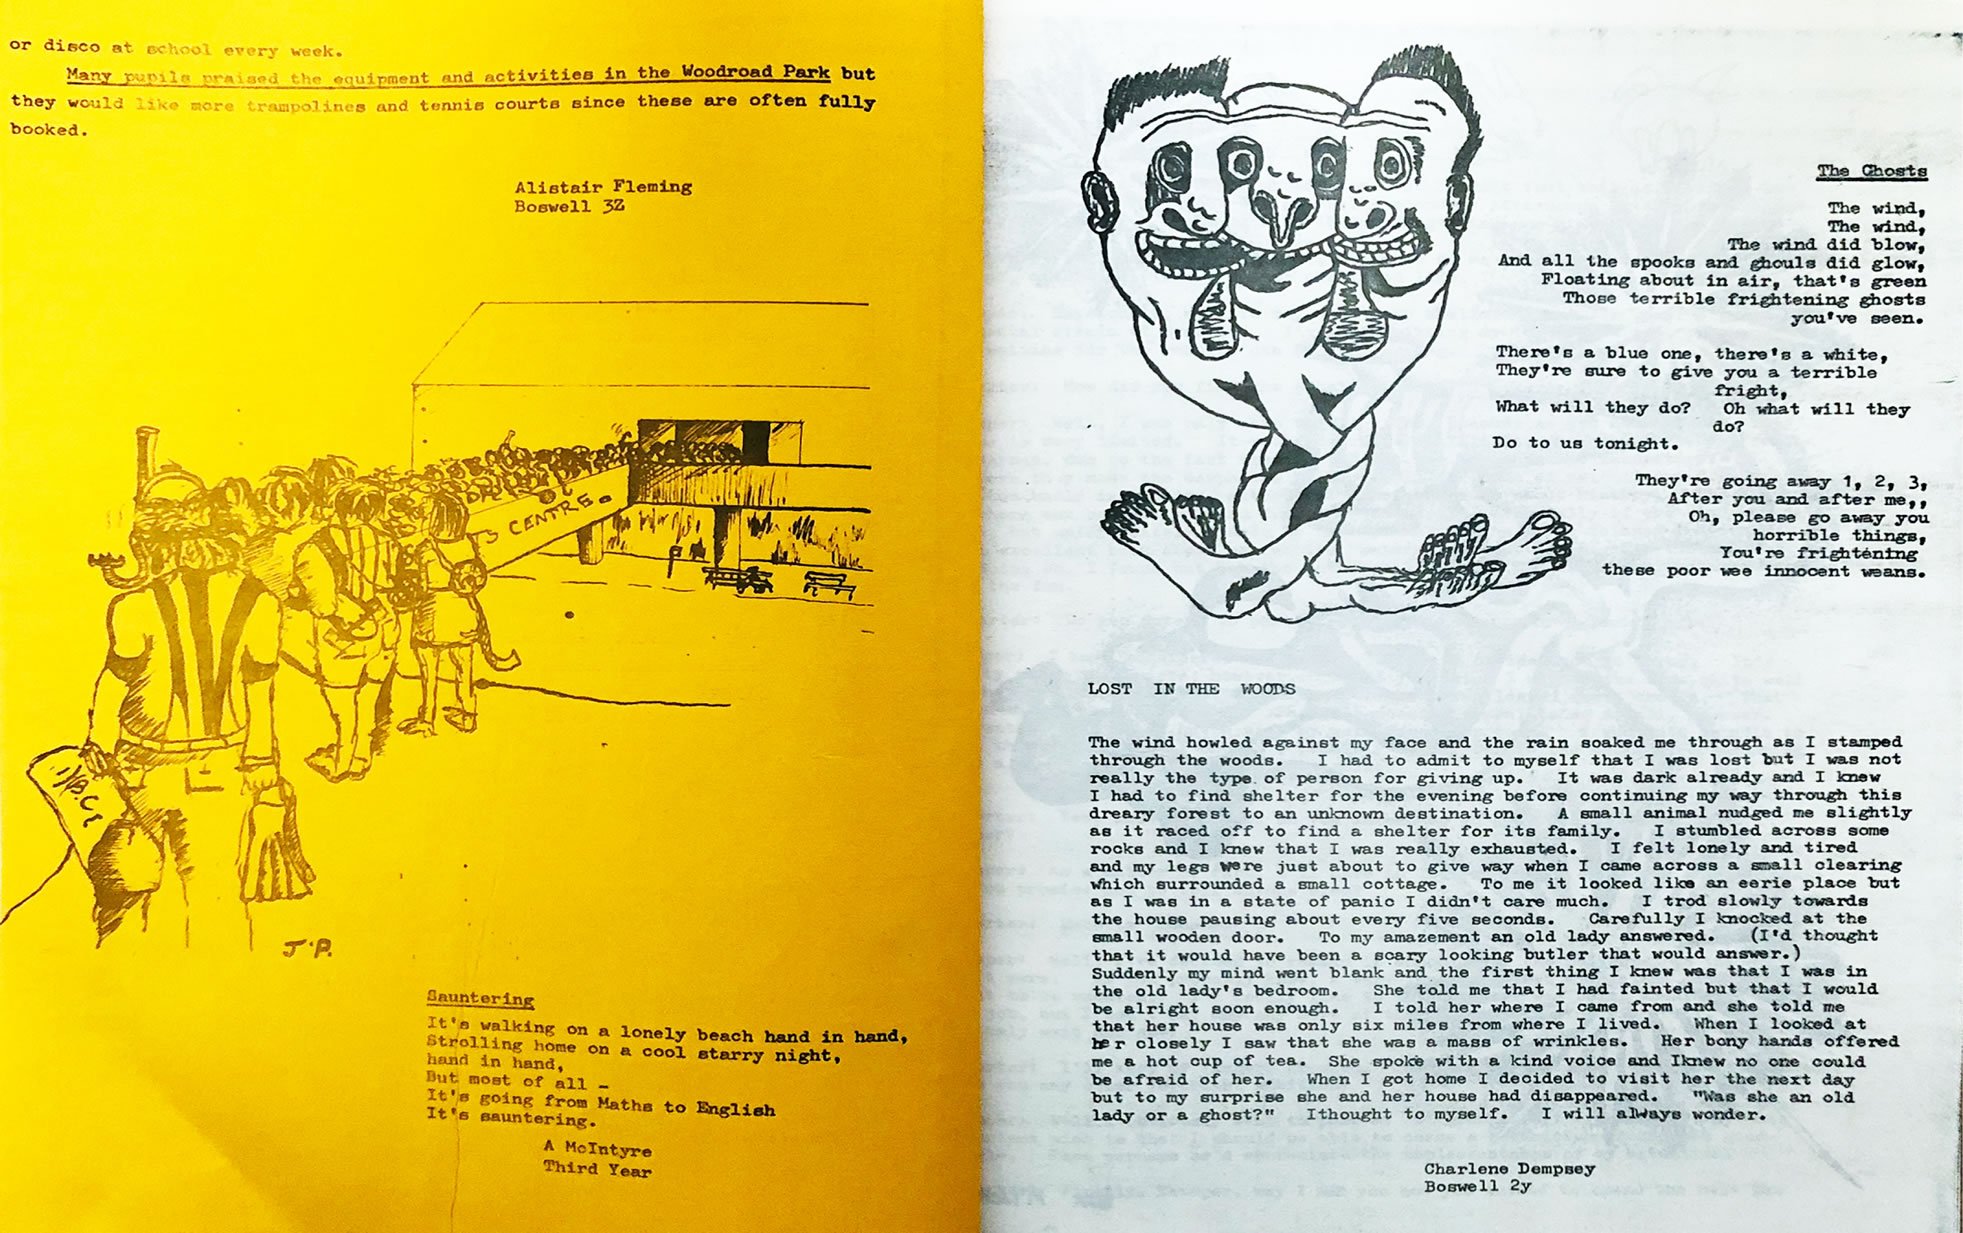 or disco at school every week.
Many pupils praised the equipment and activities in the Woodroad Park but
they would like more trampolines and tennis courts since these are often fully
booked.
Alistair Fleming
Boswell 3Z
S CENTRE.
J.P.
Sauntering
It's walking on a lonely beach hand in hand,
Strolling home on a cool starry night,
hand in hand,
But most of all -
It's going from Maths to English
It's sauntering.
A McIntyre
Third Year
The Ghosts
The wind,
The wind,
The wind did blow,
And all the spooks and ghouls did glow,
Floating about in air, that's green
Those terrible frightening ghosts
you've seen.
There's a blue one, there's a white,
They're sure to give you a terrible
fright,
What will they do? Oh what will they
do?
Do to us tonight.
They're going away 1, 2, 3,
After you and after me,,
Oh, please go away you
horrible things,
You're frightening
these poor wee innocent weans.
LOST IN THE WOODS
The wind howled against my face and the rain soaked me through as I stamped
through the woods. I had to admit to myself that I was lost but I was not
really the type of person for giving up. It was dark already and I knew
I had to find shelter for the evening before continuing my way through this
dreary forest to an unknown destination. A small animal nudged me slightly
as it raced off to find a shelter for its family. I stumbled across some
rocks and I knew that I was really exhausted. I felt lonely and tired
and my legs were just about to give way when I came across a small clearing
which surrounded a small cottage. To me it looked like an eerie place but
as I was in a state of panic I didn't care much. I trod slowly towards
the house pausing about every five seconds. Carefully I knocked at the
small wooden door. To my amazement an old lady answered. (I'd thought
that it would have been a scary looking butler that would answer.)
Suddenly my mind went blank and the first thing I knew was that I was in
the old lady's bedroom. She told me that I had fainted but that I would
be alright soon enough. I told her where I came from and she told me
that her house was only six miles from where I lived. When I looked at
her closely I saw that she was a mass of wrinkles. Her bony hands offered
me a hot cup of tea. She spoke with a kind voice and Iknew no one could
be afraid of her. When I got home I decided to visit her the next day
but to my surprise she and her house had disappeared. "Was she an old
lady or a ghost?" Ithought to myself. I will always wonder.
Charlene Dempsey
Boswell 2y